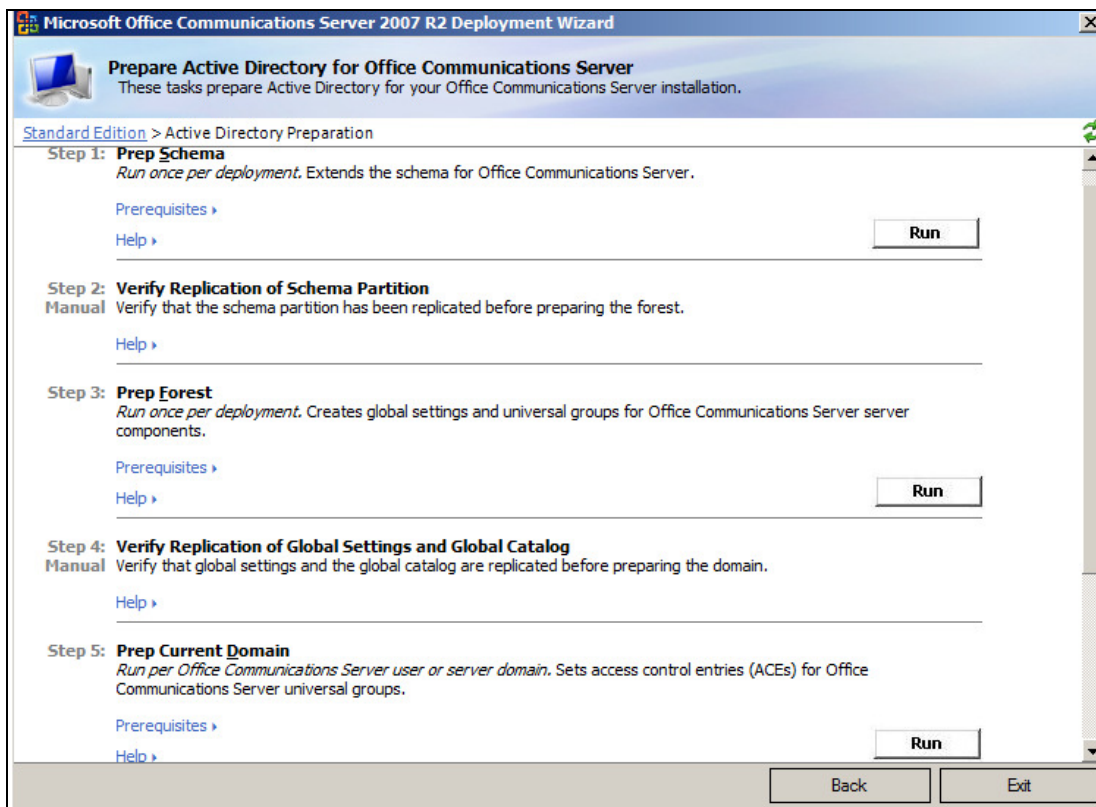 Microsoft Office Communications Server 2007 R2 Deployment Wizard
Prepare Active Directory for Office Communications Server
These tasks prepare Active Directory for your Office Communications Server installation.
Standard Edition > Active Directory Preparation
Step 1: Prep Schema
Run once per deployment. Extends the schema for Office Communications Server.
Prerequisites
Help
Run
Step 2: Verify Replication of Schema Partition
Manual Verify that the schema partition has been replicated before preparing the forest.
Help
Step 3: Prep Forest
Run once per deployment. Creates global settings and universal groups for Office Communications Server server
components.
Prerequisites
Help
Run
Step 4: Verify Replication of Global Settings and Global Catalog
Manual Verify that global settings and the global catalog are replicated before preparing the domain.
Help
Step 5: Prep Current Domain
Run per Office Communications Server user or server domain. Sets access control entries (ACEs) for Office
Communications Server universal groups.
Prerequisites
Help
Run
Back Exit